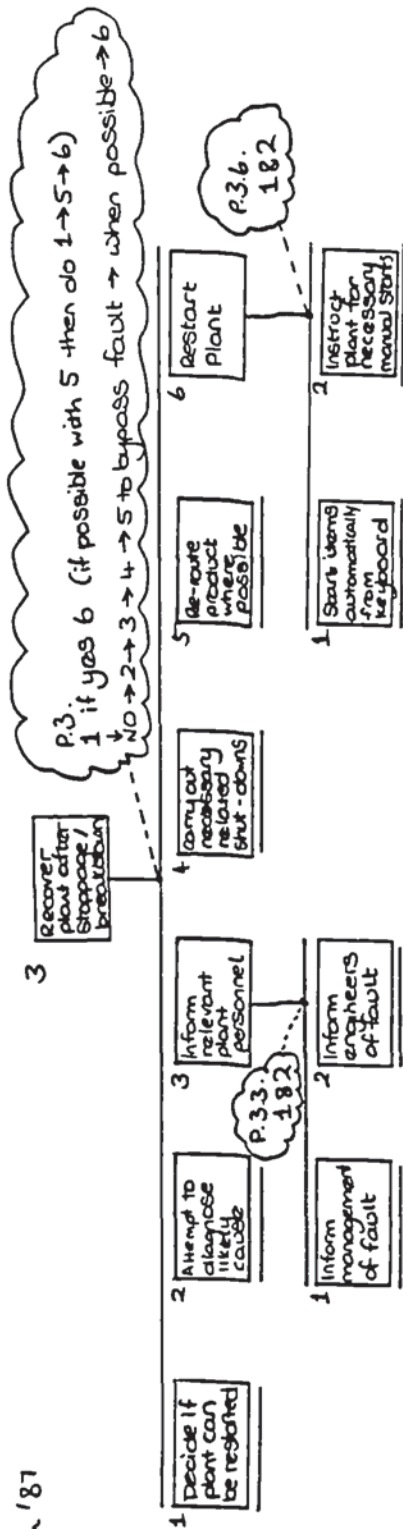 '87
3
Recover
plant after
stoppage/
breakdown
P.3.
1 if yes 6 (if possible with 5 then do 1→5→6)
↓
NO→2→3→4→5 to bypass fault → when possible→6
1
Decide if
plant can
be restarted
2
Attempt to
diagnose
likely
cause
3
Inform
relevant
plant
personnel
4
carry out
necessary
related
shut-downs
5
Re-route
product
where
possible
6
Restart
Plant
P.3.3.
1&2
1
Inform
management
of fault
2
Inform
engineers
of fault
P.3.6.
1&2
1
Start items
automatically
from
keyboard
2
Instruct
plant for
necessary
manual starts